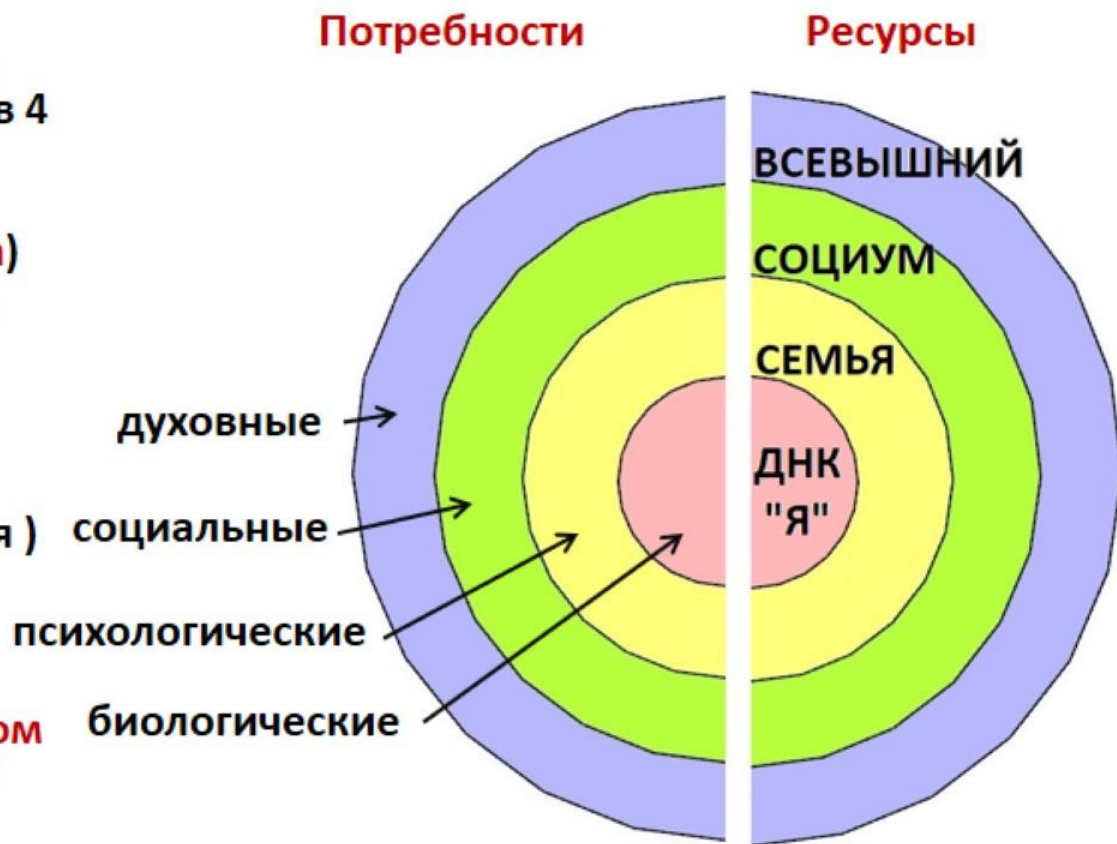 Потребности
Ресурсы
в 4
)
я )
ом
духовные
социальные
психологические
биологические
ВСЕВЫШНИЙ
СОЦИУМ
СЕМЬЯ
ДНК
"Я"